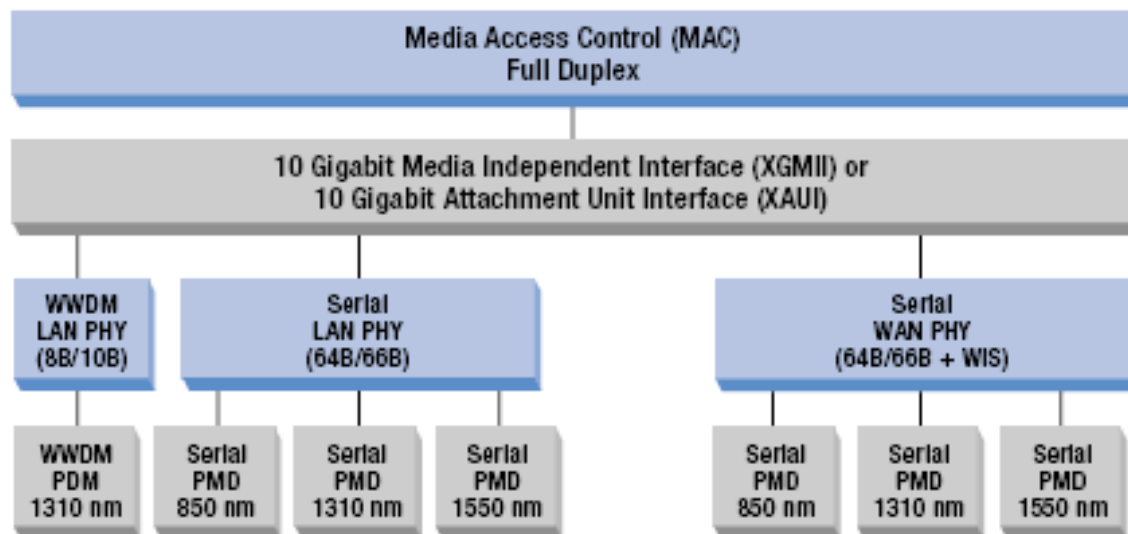 Media Access Control (MAC)
Full Duplex
10 Gigabit Media Independent Interface (XGMII) or
10 Gigabit Attachment Unit Interface (XAUI)
WWDM
LAN PHY
(8B/10B)
Serial
LAN PHY
(64B/66B)
Serial
WAN PHY
(64B/66B + WIS)
WWDM
PDM
1310 nm
Serial
PMD
850 nm
Serial
PMD
1310 nm
Serial
PMD
1550 nm
Serial
PMD
850 nm
Serial
PMD
1310 nm
Serial
PMD
1550 nm